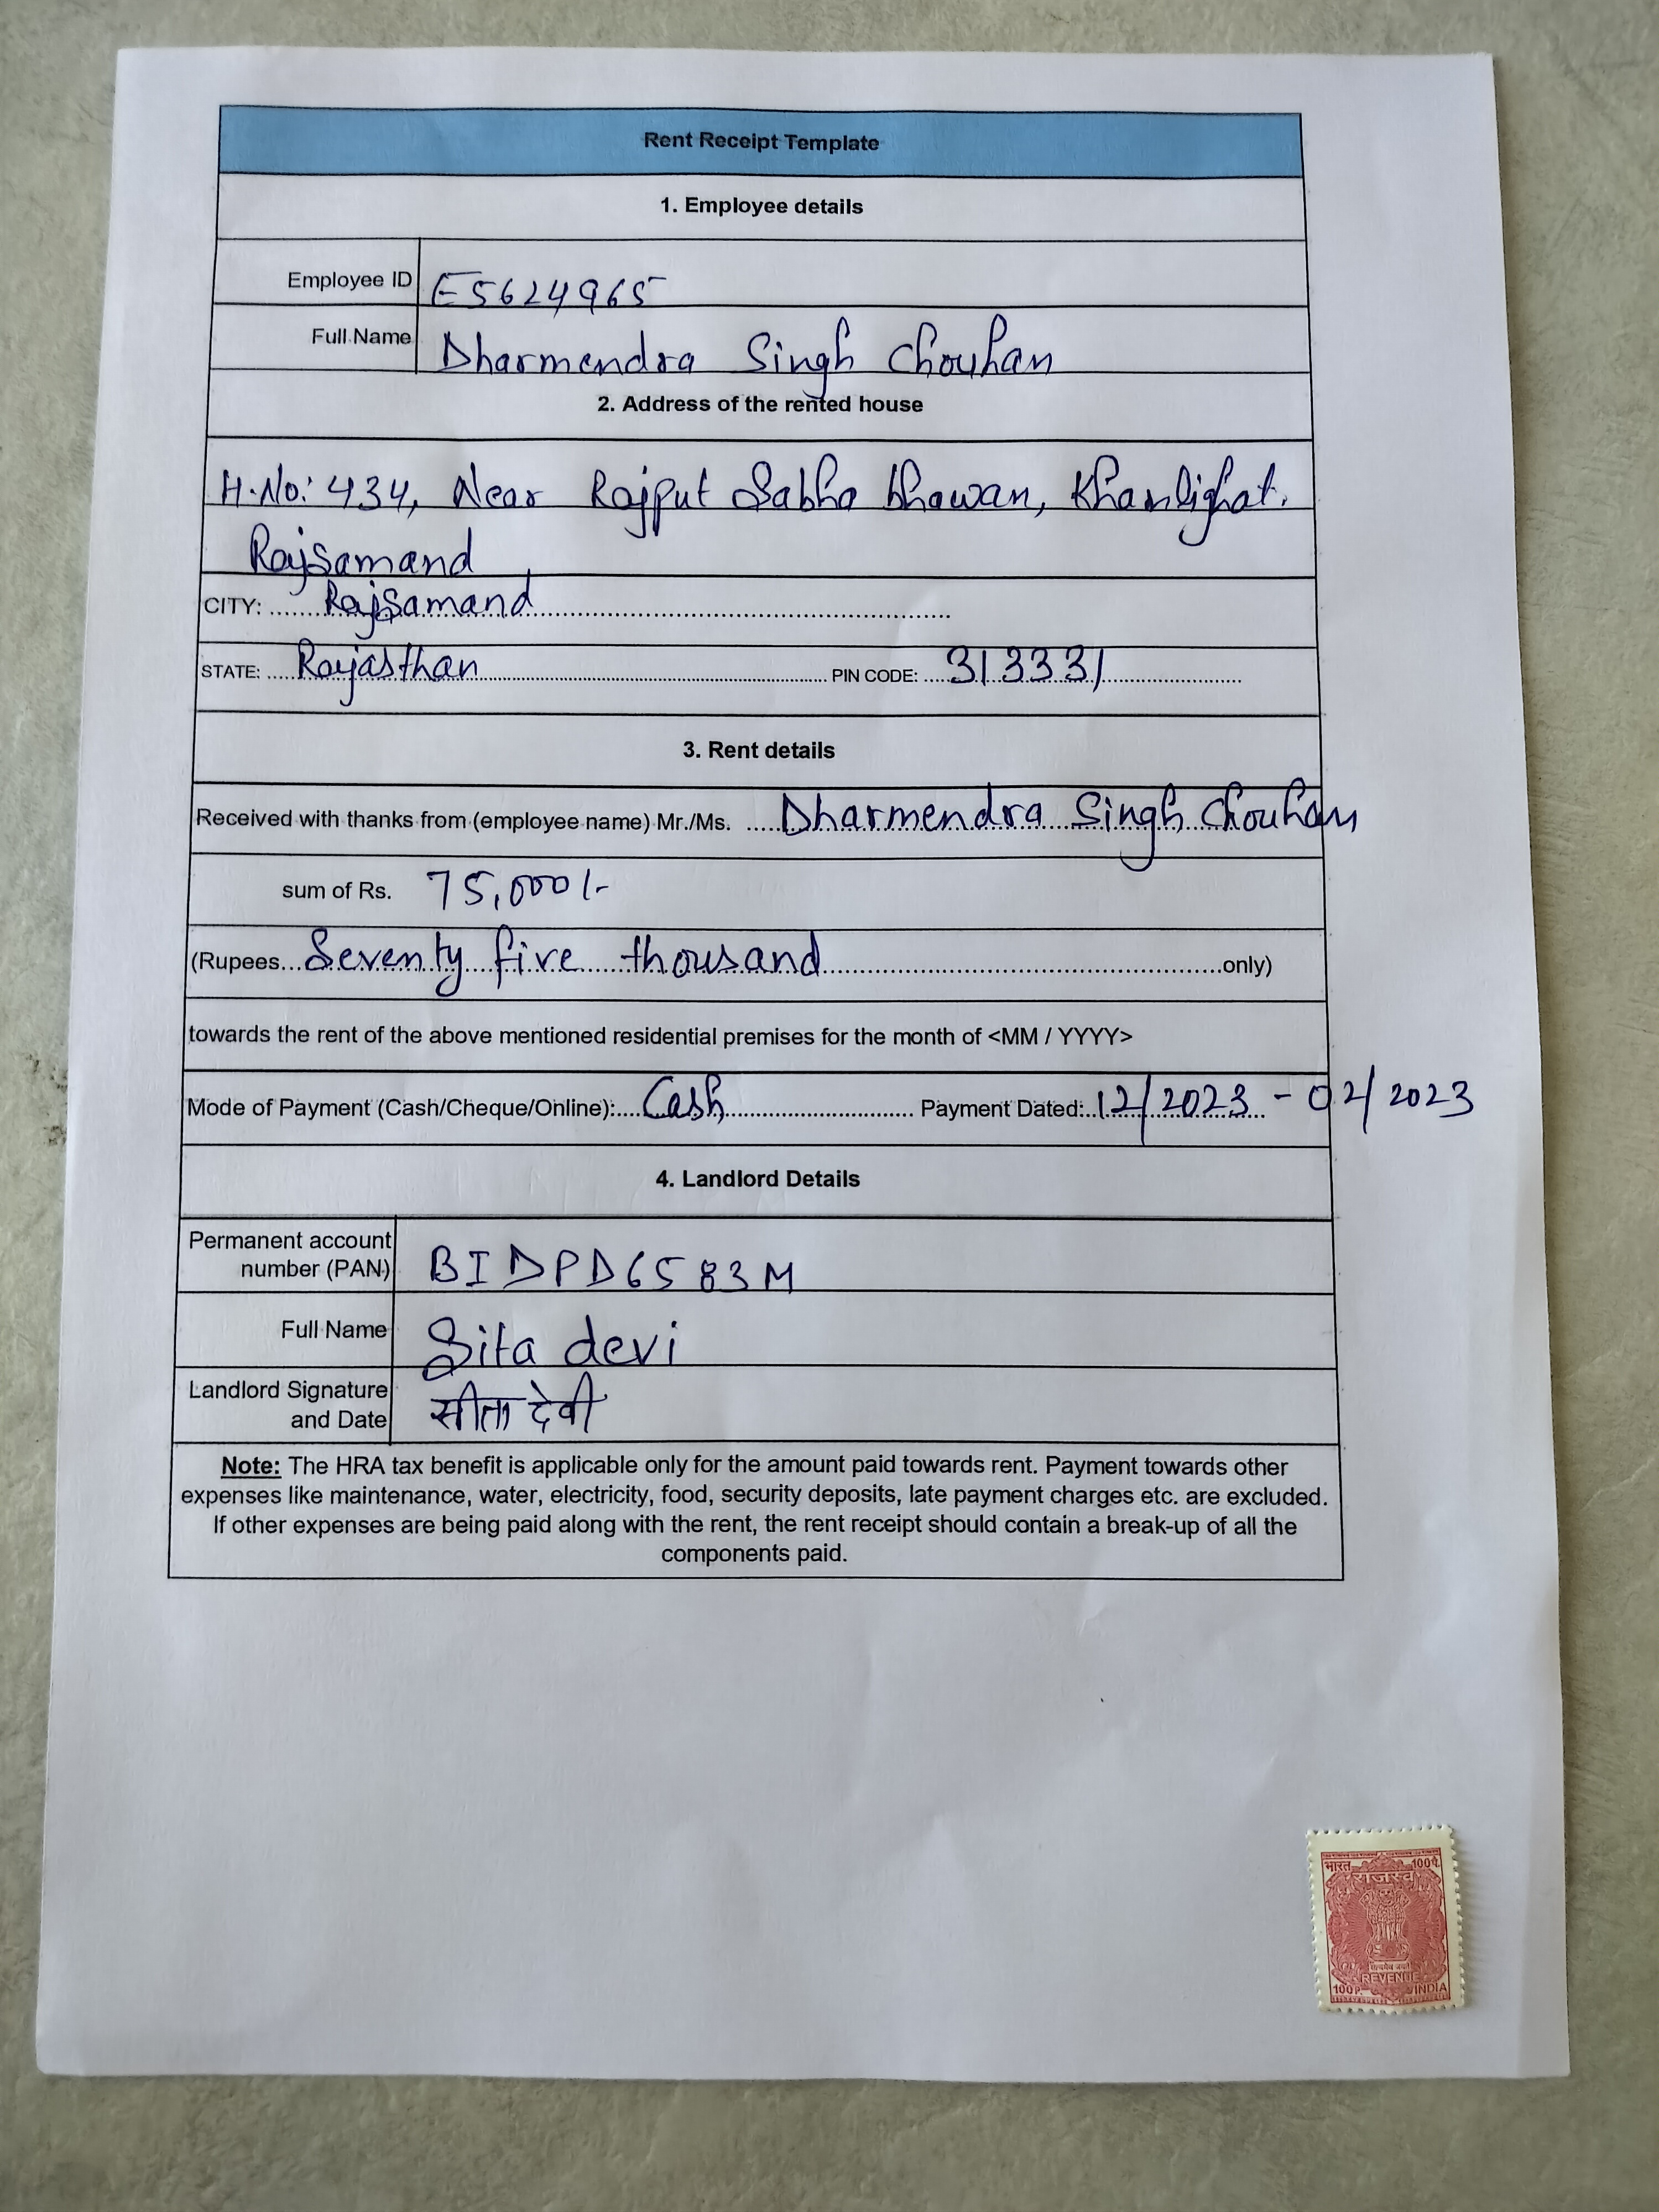 Rent Receipt Template
1. Employee details
Employee ID E5624965
Full Name Dharmendra Singh Chouhan
2. Address of the rented house
H.No: 434, Near Rajput Sabha bhawan, Khamlighat.
Rajsamand
CITY: ....... Rajsamand ..........
STATE: ..... Rajasthan .......... PIN CODE: .... 313331 ..........
3. Rent details
Received with thanks from (employee name) Mr./Ms. ..... Dharmendra Singh Chouhan
sum of Rs. 75,000/-
(Rupees... Seventy five thousand ..........only)
towards the rent of the above mentioned residential premises for the month of <MM / YYYY>
Mode of Payment (Cash/Cheque/Online):.... Cash .......... Payment Dated:.. 12/2023 - 02/2023
4. Landlord Details
Permanent account
number (PAN) BIDPD6583M
Full Name Sita devi
Landlord Signature
and Date सीता देवी
Note: The HRA tax benefit is applicable only for the amount paid towards rent. Payment towards other
expenses like maintenance, water, electricity, food, security deposits, late payment charges etc. are excluded.
If other expenses are being paid along with the rent, the rent receipt should contain a break-up of all the
components paid.
भारत 100पै.
राजस्व
सत्यमेव जयते
REVENUE
100P. INDIA